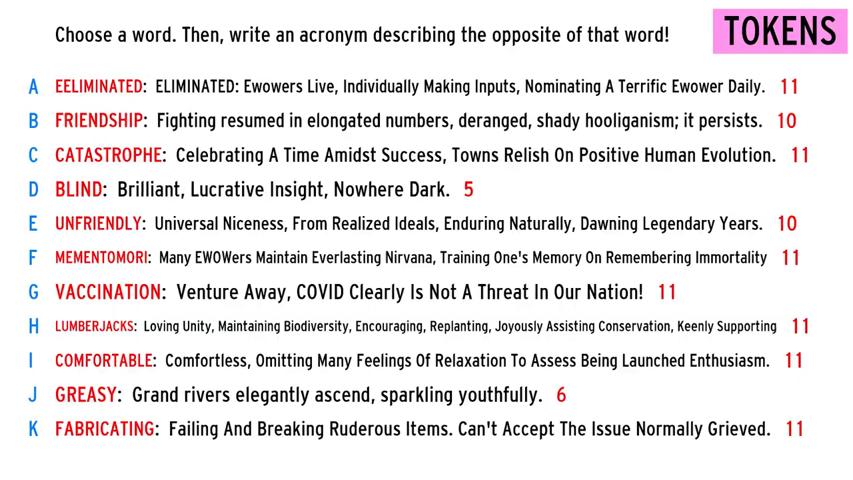 Choose a word. Then, write an acronym describing the opposite of that word!
TOKENS
A EELIMINATED: ELIMINATED: Ewowers Live, Individually Making Inputs, Nominating A Terrific Ewower Daily. 11
B FRIENDSHIP: Fighting resumed in elongated numbers, deranged, shady hooliganism; it persists. 10
C CATASTROPHE: Celebrating A Time Amidst Success, Towns Relish On Positive Human Evolution. 11
D BLIND: Brilliant, Lucrative Insight, Nowhere Dark. 5
E UNFRIENDLY: Universal Niceness, From Realized Ideals, Enduring Naturally, Dawning Legendary Years. 10
F MEMENTOMORI: Many EWOWers Maintain Everlasting Nirvana, Training One's Memory On Remembering Immortality 11
G VACCINATION: Venture Away, COVID Clearly Is Not A Threat In Our Nation! 11
H LUMBERJACKS: Loving Unity, Maintaining Biodiversity, Encouraging, Replanting, Joyously Assisting Conservation, Keenly Supporting 11
I COMFORTABLE: Comfortless, Omitting Many Feelings Of Relaxation To Assess Being Launched Enthusiasm. 11
J GREASY: Grand rivers elegantly ascend, sparkling youthfully. 6
K FABRICATING: Failing And Breaking Ruderous Items. Can't Accept The Issue Normally Grieved. 11